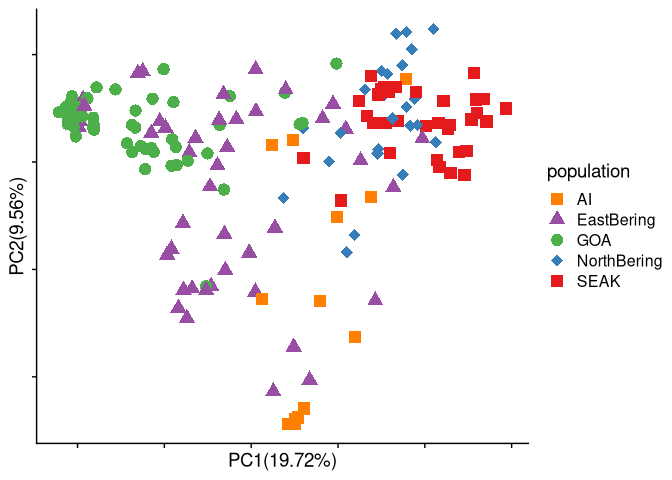 PC2(9.56%)
PC1(19.72%)
population
AI
EastBering
GOA
NorthBering
SEAK